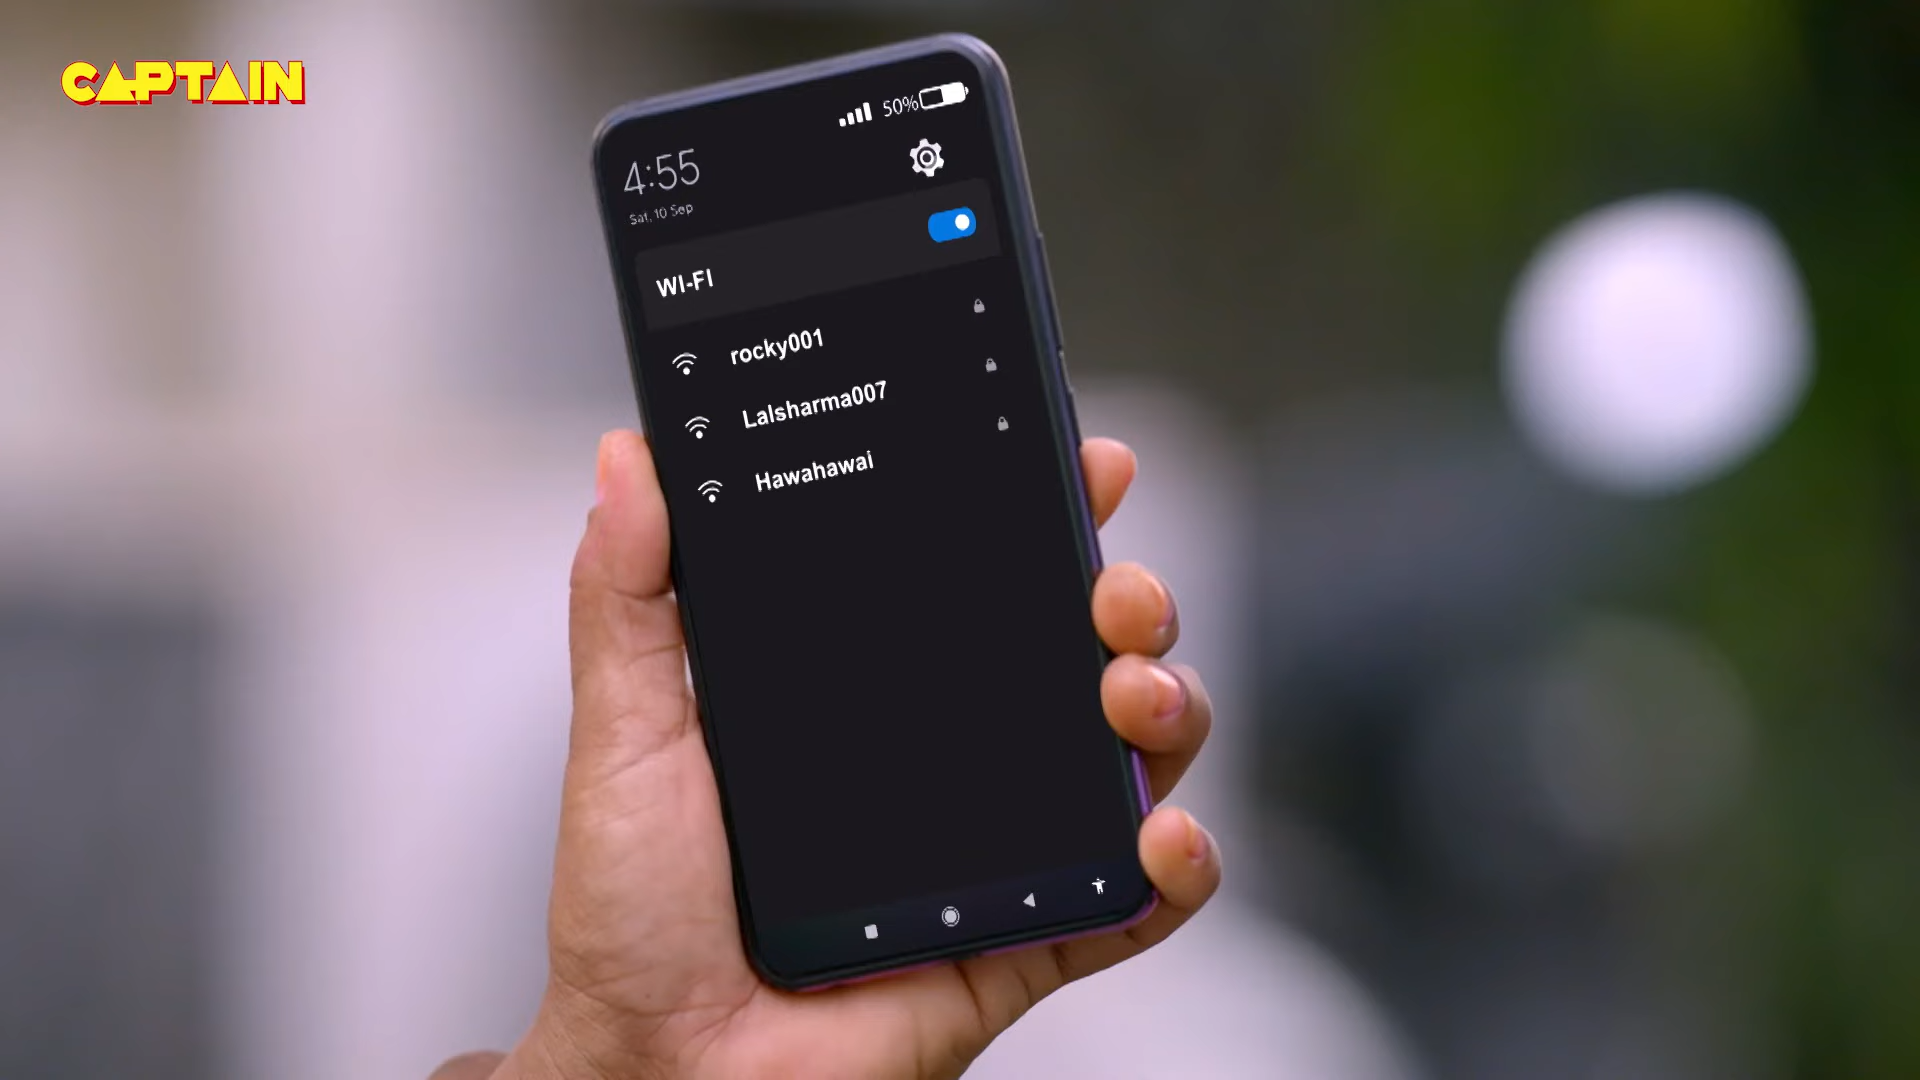 CAPTAIN
50%
4:55
Sat, 10 Sep
WI-FI
rocky001
Lalsharma007
Hawahawai